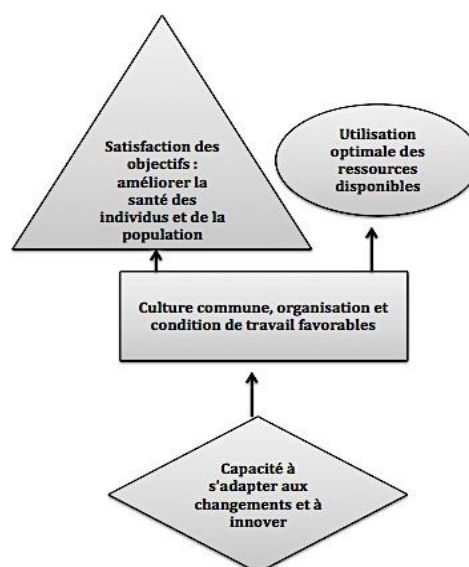 Satisfaction des
objectifs :
améliorer la
santé des
individus et de la
population
Utilisation
optimale des
ressources
disponibles
Culture commune, organisation et
condition de travail favorables
Capacité à
s'adapter aux
changements et à
innover